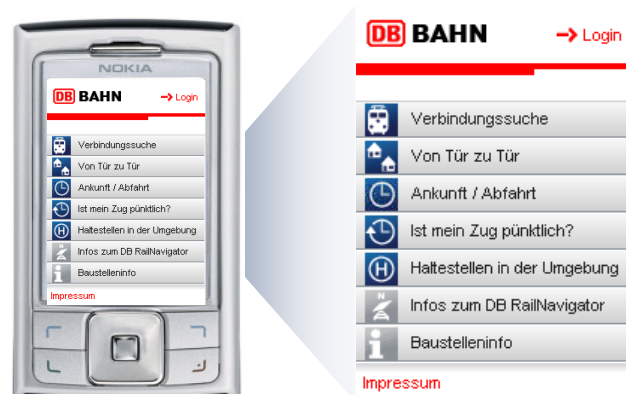 NOKIA
DB BAHN
Login
Verbindungssuche
Von Tür zu Tür
Ankunft / Abfahrt
Ist mein Zug pünktlich?
H
Haltestellen in der Umgebung
N
Infos zum DB RailNavigator
i
Baustelleninfo
Impressum
DB BAHN
Login
Verbindungssuche
Von Tür zu Tür
Ankunft / Abfahrt
Ist mein Zug pünktlich?
H
Haltestellen in der Umgebung
N
Infos zum DB RailNavigator
i
Baustelleninfo
Impressum